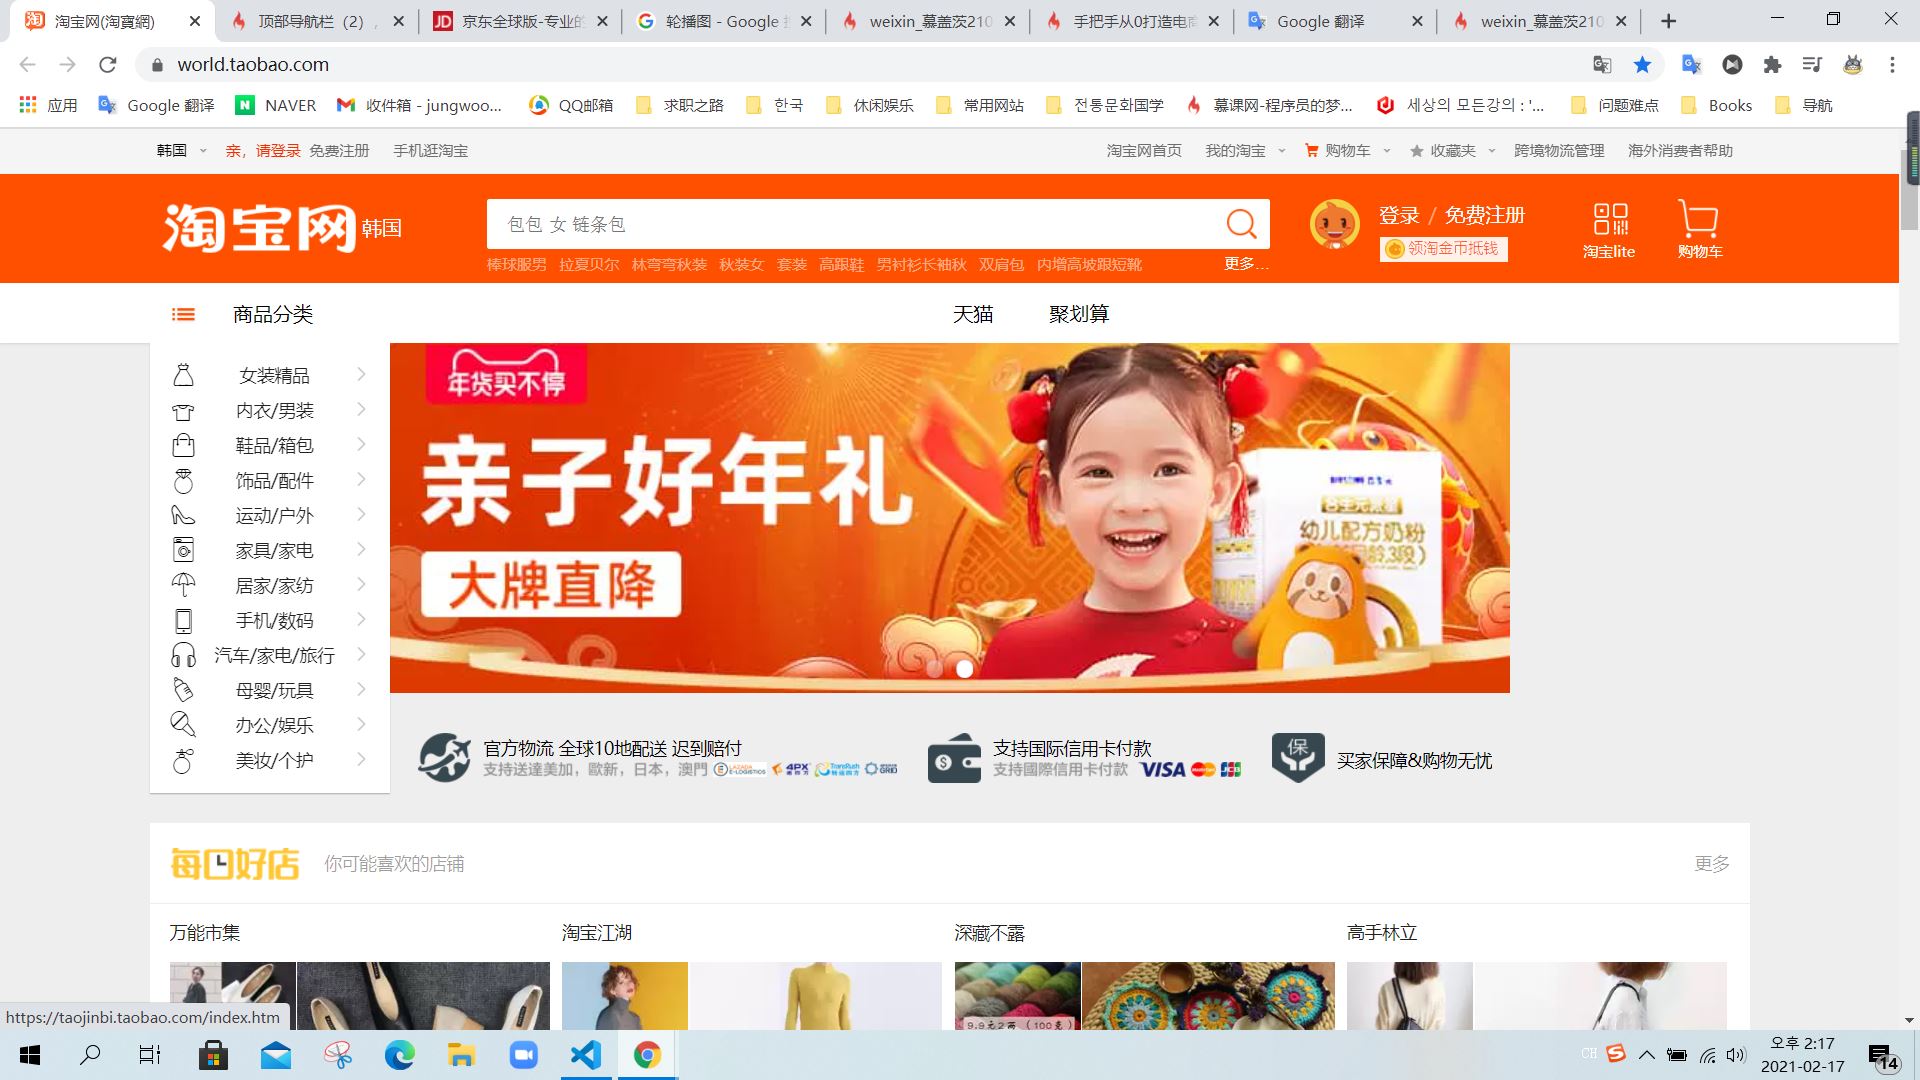 淘宝网(淘寶網)
顶部导航栏（2）,
京东全球版-专业的
轮播图 - Google
weixin_慕盖茨210
手把手从0打造电商
Google 翻译
weixin_慕盖茨210
world.taobao.com
应用
Google 翻译
NAVER
收件箱 - jungwoo...
QQ邮箱
求职之路
한국
休闲娱乐
常用网站
전통문화국学
慕课网-程序员的梦...
세상의 모든강의 : '...
问题难点
Books
导航
韩国
亲，请登录
免费注册
手机逛淘宝
淘宝网首页
我的淘宝
购物车
收藏夹
跨境物流管理
海外消费者帮助
淘宝网 韩国
包包 女 链条包
登录 / 免费注册
领淘金币抵钱
淘宝lite
购物车
棒球服男 拉夏贝尔 林弯弯秋装 秋装女 套装 高跟鞋 男衬衫长袖秋 双肩包 内增高坡跟短靴
更多...
商品分类
天猫
聚划算
女装精品
内衣/男装
鞋品/箱包
饰品/配件
运动/户外
家具/家电
居家/家纺
手机/数码
汽车/家电/旅行
母婴/玩具
办公/娱乐
美妆/个护
年货买不停
亲子好年礼
大牌直降
幼儿配方奶粉
官方物流 全球10地配送 迟到赔付
支持送達美加，歐新，日本，澳門
LAZADA
E-LOGISTICS
4PX
TransRush
GRID
支持国际信用卡付款
支持國際信用卡付款 VISA
JCB
保
买家保障&购物无忧
每日好店
你可能喜欢的店铺
更多
万能市集
淘宝江湖
深藏不露
高手林立
9.9元2两（100克）
https://taojinbi.taobao.com/index.htm
CH
오후 2:17
2021-02-17
14